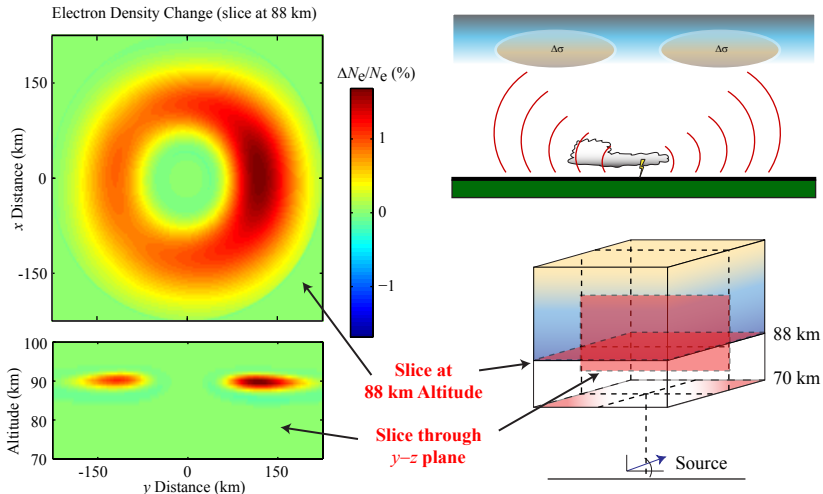 Electron Density Change (slice at 88 km)
ΔNe/Ne (%)
x Distance (km)
150
0
-150
1
0
−1
Altitude (km)
100
90
80
70
-150
0
150
y Distance (km)
Δσ
Δσ
88 km
70 km
Slice at
88 km Altitude
Slice through
y–z plane
Source